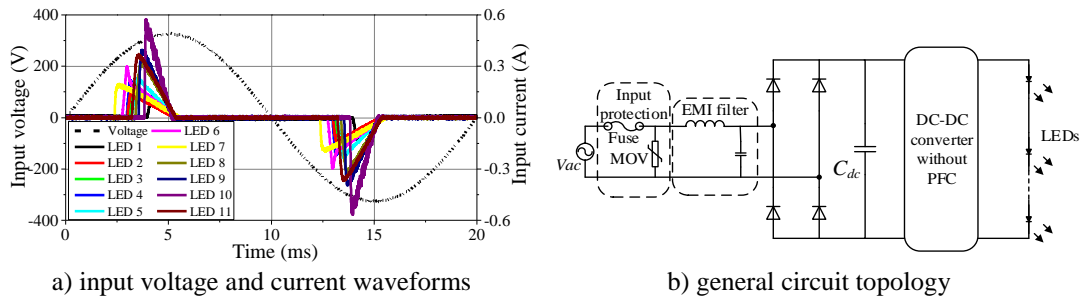 400
200
0
-200
-400
Input voltage (V)
0.6
0.3
0.0
-0.3
-0.6
Input current (A)
Voltage
LED 1
LED 2
LED 3
LED 4
LED 5
LED 6
LED 7
LED 8
LED 9
LED 10
LED 11
0 5 10 15 20
Time (ms)
a) input voltage and current waveforms
Input
protection
Fuse
MOV
Vac
EMI filter
Cdc
DC-DC
converter
without
PFC
LEDs
b) general circuit topology